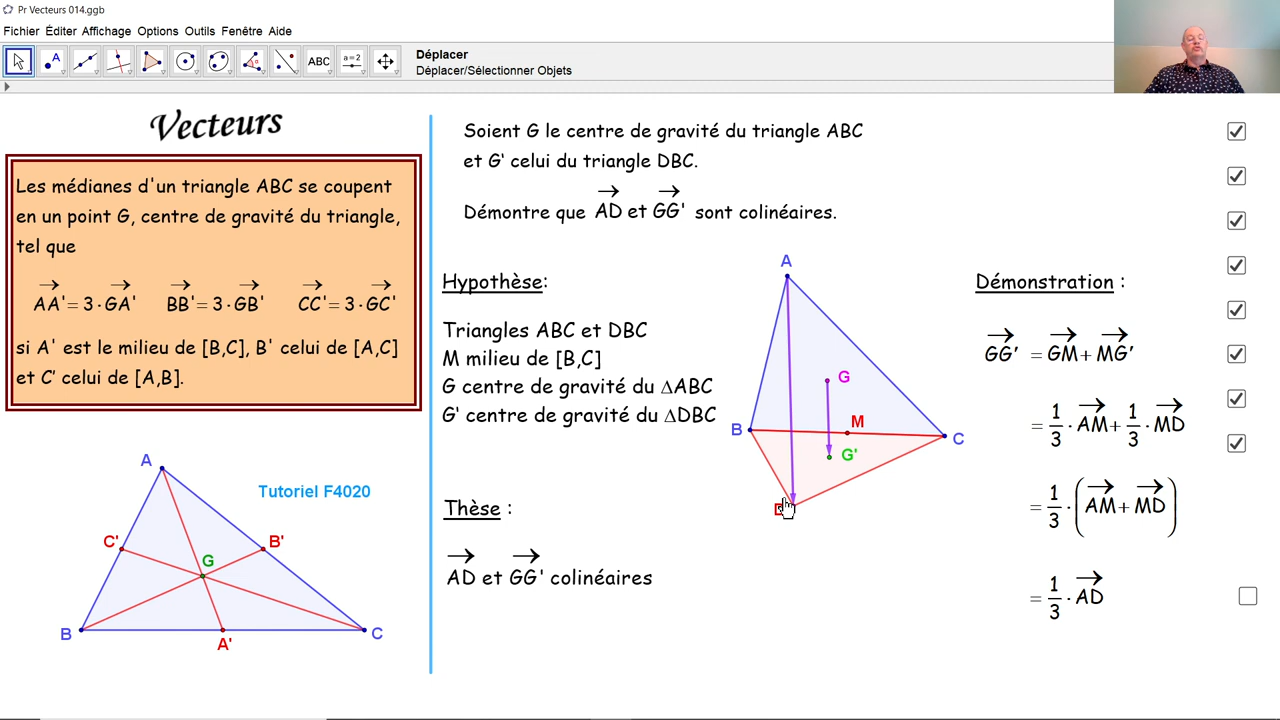 Pr Vecteurs 014.ggb
Fichier Éditer Affichage Options Outils Fenêtre Aide
A
ABC
a=2
Déplacer
Déplacer/Sélectionner Objets
Vecteurs
Les médianes d'un triangle ABC se coupent
en un point G, centre de gravité du triangle,
tel que
AA'= 3·GA' BB'= 3·GB' CC'= 3·GC'
si A' est le milieu de [B,C], B' celui de [A,C]
et C' celui de [A,B].
A
Tutoriel F4020
C'
B'
G
B
A'
C
Soient G le centre de gravité du triangle ABC
et G' celui du triangle DBC.
Démontre que AD et GG' sont colinéaires.
Hypothèse:
Triangles ABC et DBC
M milieu de [B,C]
G centre de gravité du ∆ABC
G' centre de gravité du ∆DBC
Thèse :
AD et GG' colinéaires
A
G
M
B
C
G'
Démonstration :
GG' = GM + MG'
= 1/3 · AM + 1/3 · MD
= 1/3 · (AM + MD)
= 1/3 · AD